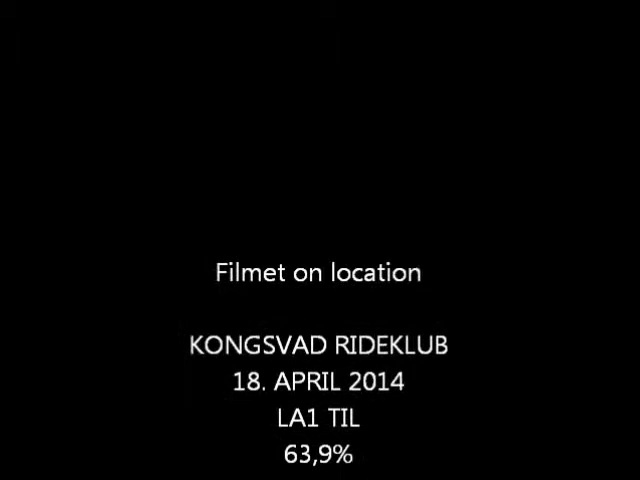 Filmet on location
KONGSVAD RIDEKLUB
18. APRIL 2014
LA1 TIL
63,9%